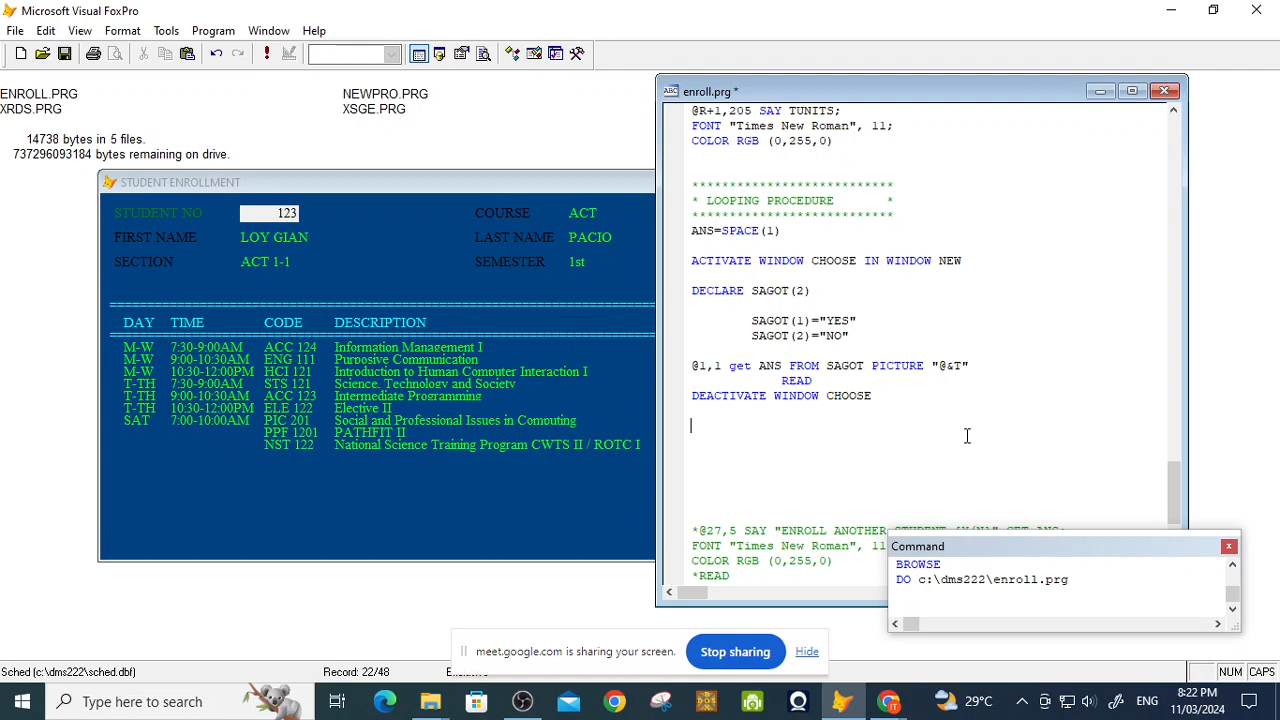 Microsoft Visual FoxPro
File Edit View Format Tools Program Window Help
ENROLL.PRG NEWPRO.PRG
XRDS.PRG XSGE.PRG
14738 bytes in 5 files.
737296093184 bytes remaining on drive.
STUDENT ENROLLMENT
STUDENT NO 123 COURSE ACT
FIRST NAME LOY GIAN LAST NAME PACIO
SECTION ACT 1-1 SEMESTER 1st
DAY TIME CODE DESCRIPTION
M-W 7:30-9:00AM ACC 124 Information Management I
M-W 9:00-10:30AM ENG 111 Purposive Communication
M-W 10:30-12:00PM HCI 121 Introduction to Human Computer Interaction I
T-TH 7:30-9:00AM STS 121 Science, Technology and Society
T-TH 9:00-10:30AM ACC 123 Intermediate Programming
T-TH 10:30-12:00PM ELE 122 Elective II
SAT 7:00-10:00AM PIC 201 Social and Professional Issues in Computing
PPF 1201 PATHFIT II
NST 122 National Science Training Program CWTS II / ROTC I
enroll.prg *
@R+1,205 SAY TUNITS;
FONT "Times New Roman", 11;
COLOR RGB (0,255,0)
***************************
* LOOPING PROCEDURE *
***************************
ANS=SPACE(1)
ACTIVATE WINDOW CHOOSE IN WINDOW NEW
DECLARE SAGOT(2)
SAGOT(1)="YES"
SAGOT(2)="NO"
@1,1 get ANS FROM SAGOT PICTURE "@&T"
READ
DEACTIVATE WINDOW CHOOSE
*@27,5 SAY "ENROLL ANOTHER
FONT "Times New Roman", 11
COLOR RGB (0,255,0)
*READ
Command
BROWSE
DO c:\dms222\enroll.prg
meet.google.com is sharing your screen. Stop sharing Hide
Sched (c:\dms222\sched.dbf) Record: 22/48 Exclusive NUM CAPS
Type here to search 29°C ENG 8:22 PM
11/03/2024